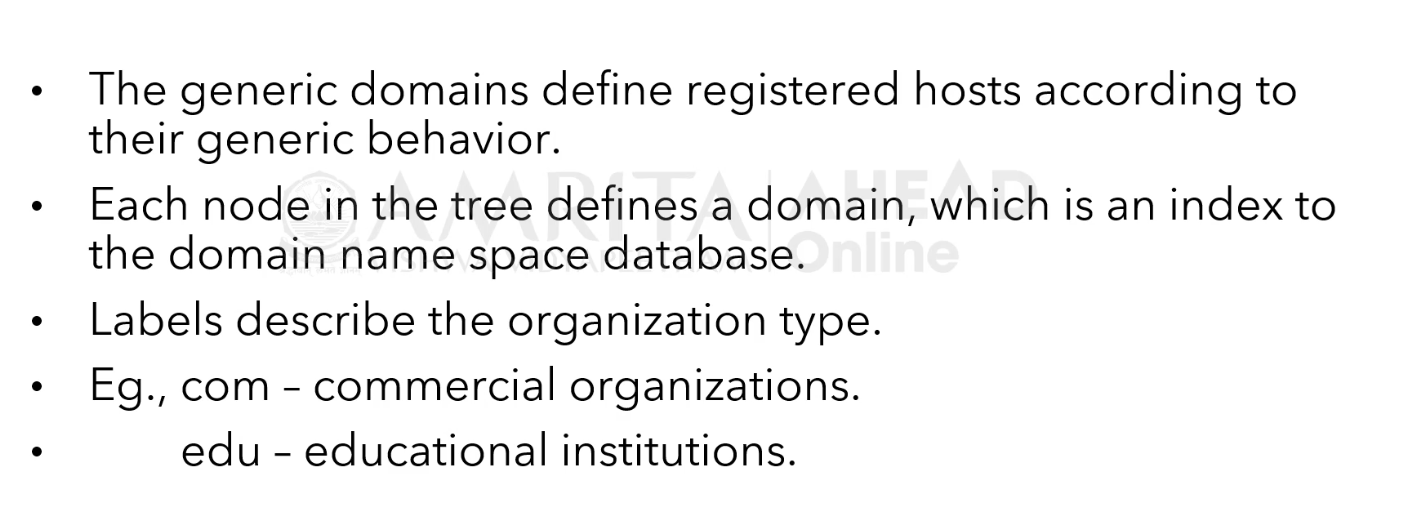 • The generic domains define registered hosts according to
their generic behavior.
• Each node in the tree defines a domain, which is an index to
the domain name space database.
• Labels describe the organization type.
• Eg., com – commercial organizations.
• edu – educational institutions.
AMRITA AHEAD
Online